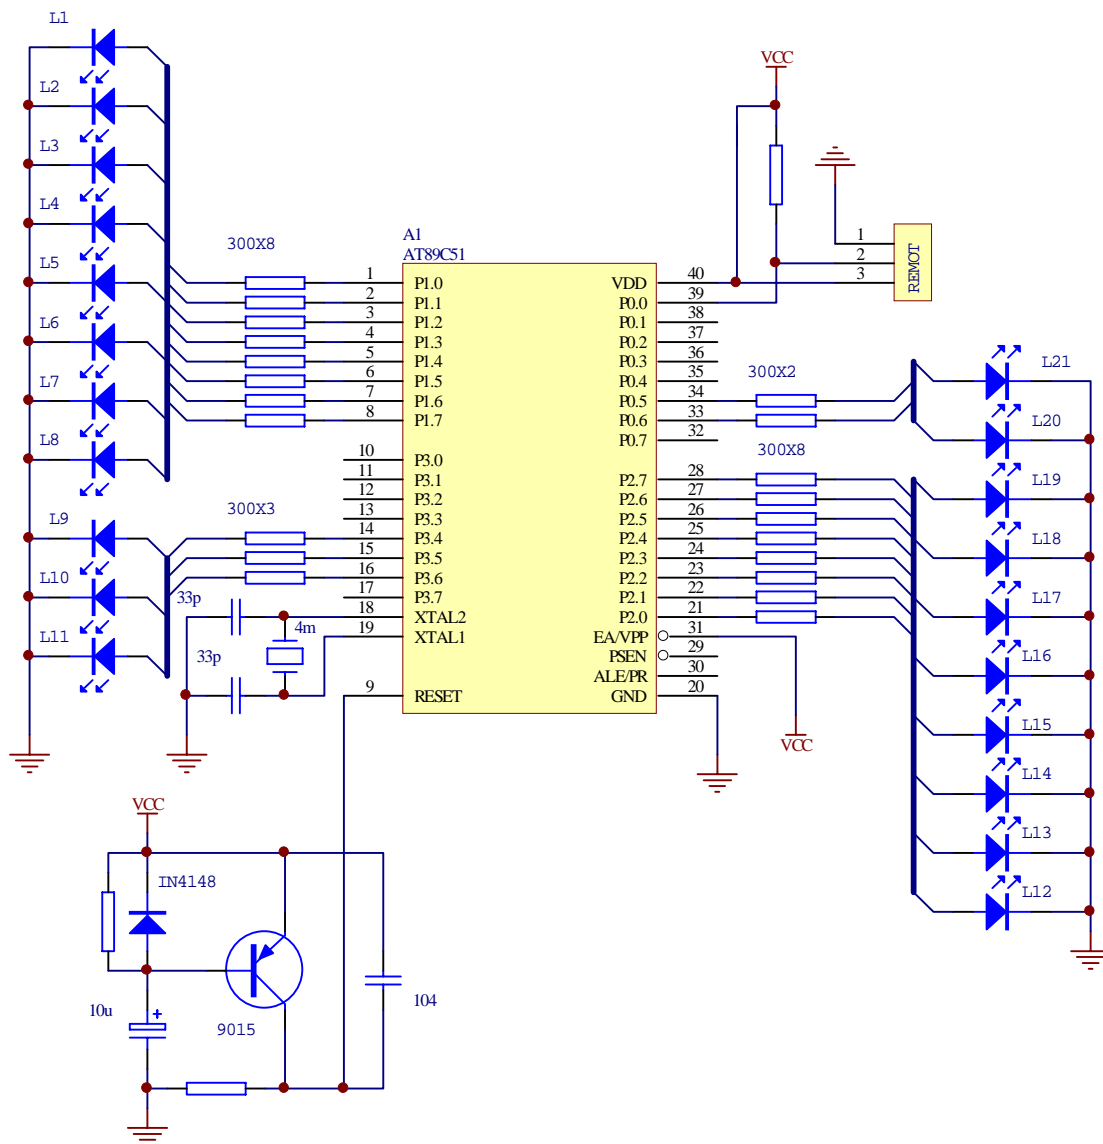 L1
L2
L3
L4
L5
L6
L7
L8
L9
L10
L11
300X8
300X3
33p
33p
4m
A1
AT89C51
1 P1.0
2 P1.1
3 P1.2
4 P1.3
5 P1.4
6 P1.5
7 P1.6
8 P1.7
10 P3.0
11 P3.1
12 P3.2
13 P3.3
14 P3.4
15 P3.5
16 P3.6
17 P3.7
18 XTAL2
19 XTAL1
9 RESET
VDD 40
P0.0 39
P0.1 38
P0.2 37
P0.3 36
P0.4 35
P0.5 34
P0.6 33
P0.7 32
P2.7 28
P2.6 27
P2.5 26
P2.4 25
P2.3 24
P2.2 23
P2.1 22
P2.0 21
EA/VPP 31
PSEN 29
ALE/PR 30
GND 20
VCC
1
2
3
REMOT
300X2
300X8
VCC
L21
L20
L19
L18
L17
L16
L15
L14
L13
L12
VCC
IN4148
10u
+
9015
104